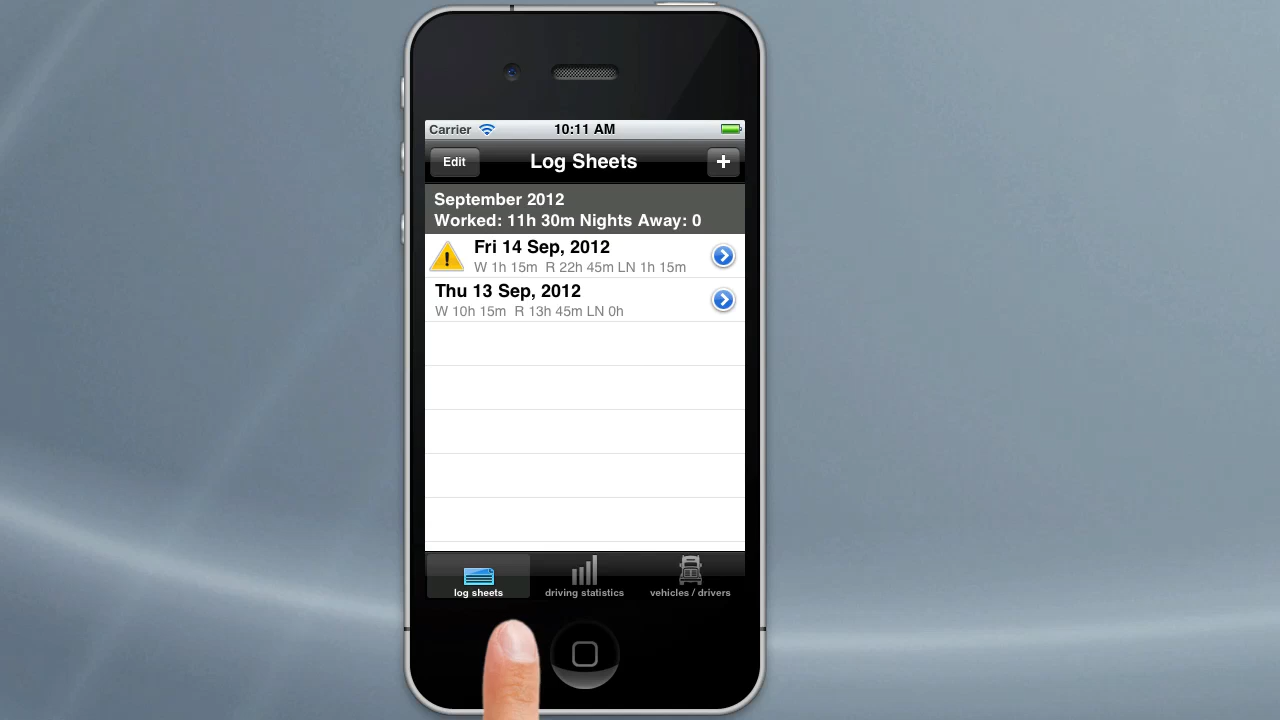 Carrier 10:11 AM
Edit Log Sheets +
September 2012
Worked: 11h 30m Nights Away: 0
Fri 14 Sep, 2012
W 1h 15m R 22h 45m LN 1h 15m
Thu 13 Sep, 2012
W 10h 15m R 13h 45m LN 0h
log sheets driving statistics vehicles / drivers